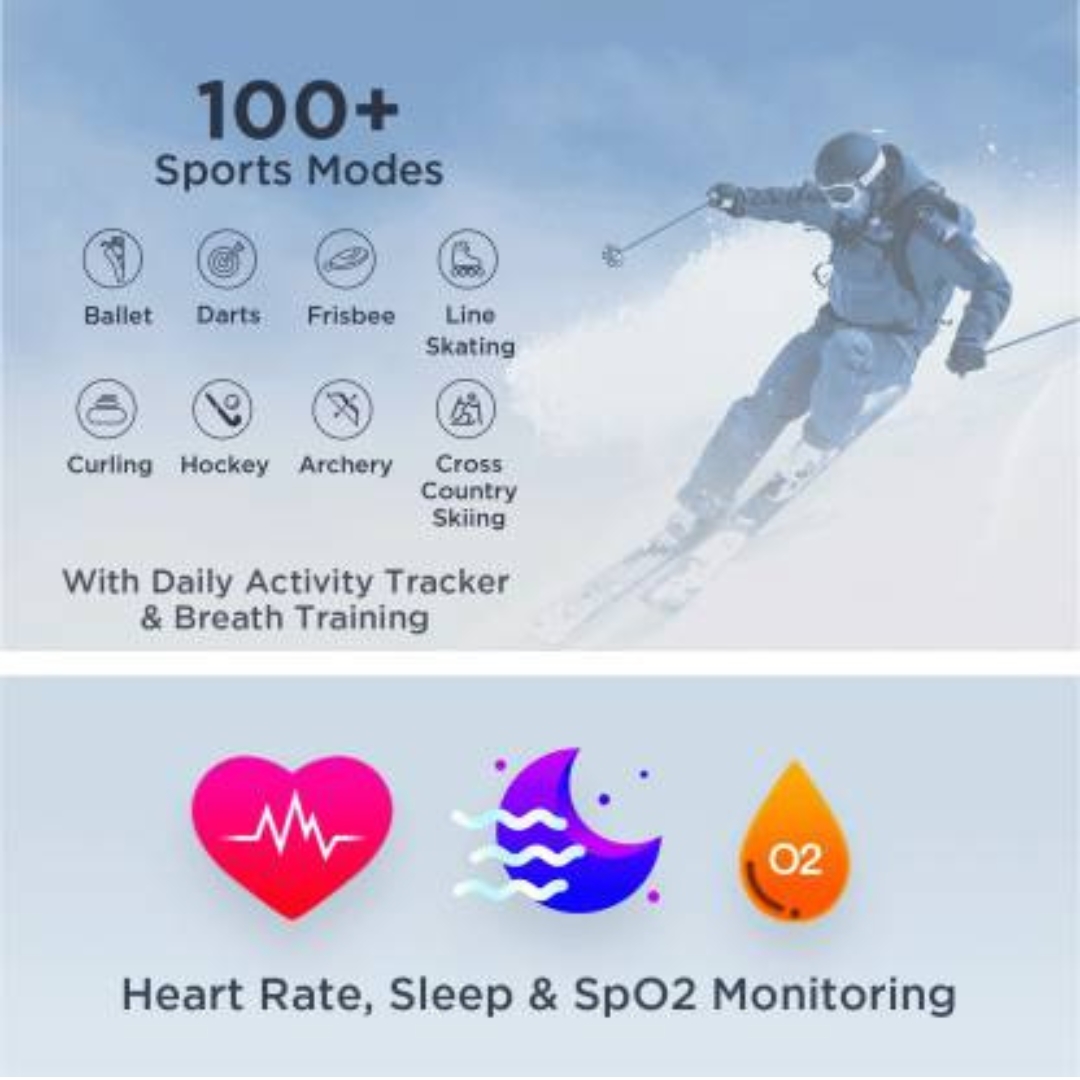 100+
Sports Modes
Ballet Darts Frisbee Line
Skating
Curling Hockey Archery Cross
Country
Skiing
With Daily Activity Tracker
& Breath Training
O2
Heart Rate, Sleep & SpO2 Monitoring